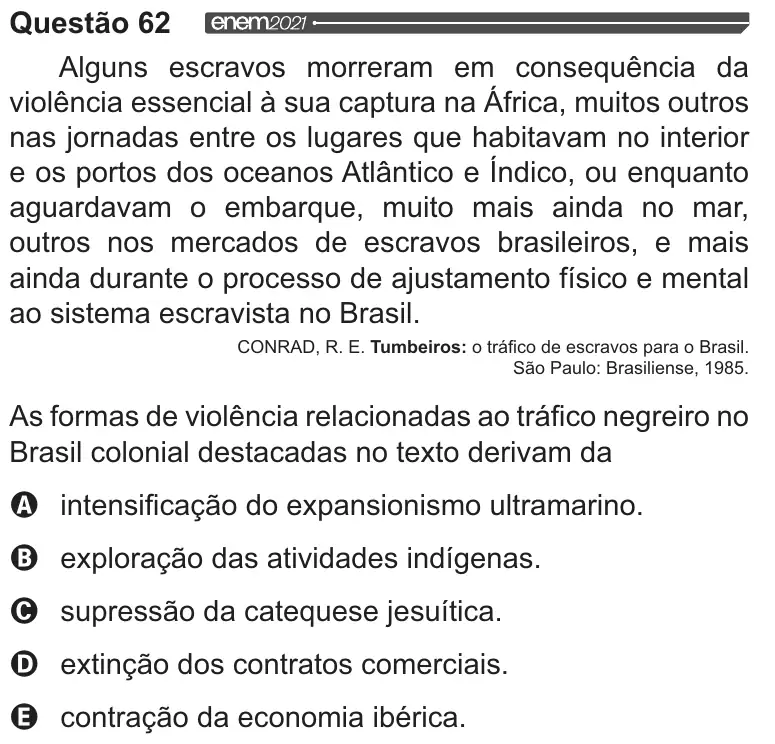 Questão 62 enem2021
Alguns escravos morreram em consequência da
violência essencial à sua captura na África, muitos outros
nas jornadas entre os lugares que habitavam no interior
e os portos dos oceanos Atlântico e Índico, ou enquanto
aguardavam o embarque, muito mais ainda no mar,
outros nos mercados de escravos brasileiros, e mais
ainda durante o processo de ajustamento físico e mental
ao sistema escravista no Brasil.
CONRAD, R. E. Tumbeiros: o tráfico de escravos para o Brasil.
São Paulo: Brasiliense, 1985.
As formas de violência relacionadas ao tráfico negreiro no
Brasil colonial destacadas no texto derivam da
A intensificação do expansionismo ultramarino.
B exploração das atividades indígenas.
C supressão da catequese jesuítica.
D extinção dos contratos comerciais.
E contração da economia ibérica.